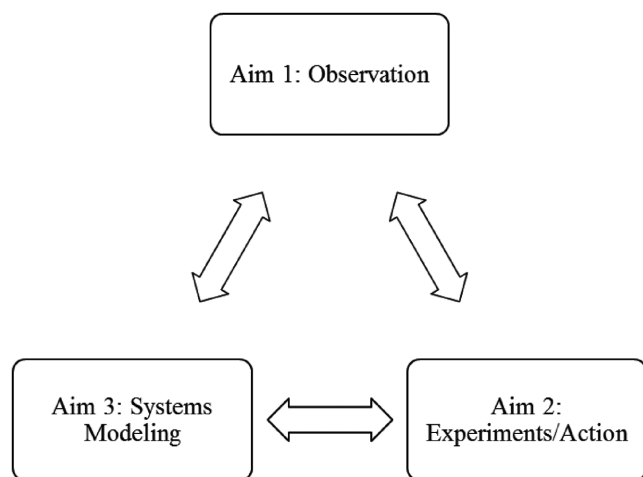 Aim 1: Observation
Aim 3: Systems
Modeling
Aim 2:
Experiments/Action